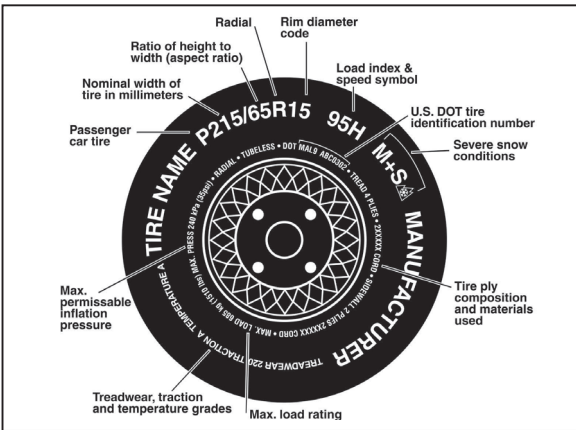 Radial
Rim diameter
code
Ratio of height to
width (aspect ratio)
Load index &
speed symbol
Nominal width of
tire in millimeters
U.S. DOT tire
identification number
Passenger
car tire
Severe snow
conditions
P215/65R15 95H M+S
TIRE NAME
MANUFACTURER
MAX. LOAD 685 kg (1510 lbs) MAX. PRESS 240 kPa (35psi) • RADIAL • TUBELESS • DOT MAL9 ABC0302 • TREAD 4 PLIES • 2XXXXX CORD • SIDEWALL 2 PLIES 2XXXXX CORD •
TREADWEAR 220 TRACTION A TEMPERATURE A
Max.
permissable
inflation
pressure
Tire ply
composition
and materials
used
Treadwear, traction
and temperature grades
Max. load rating